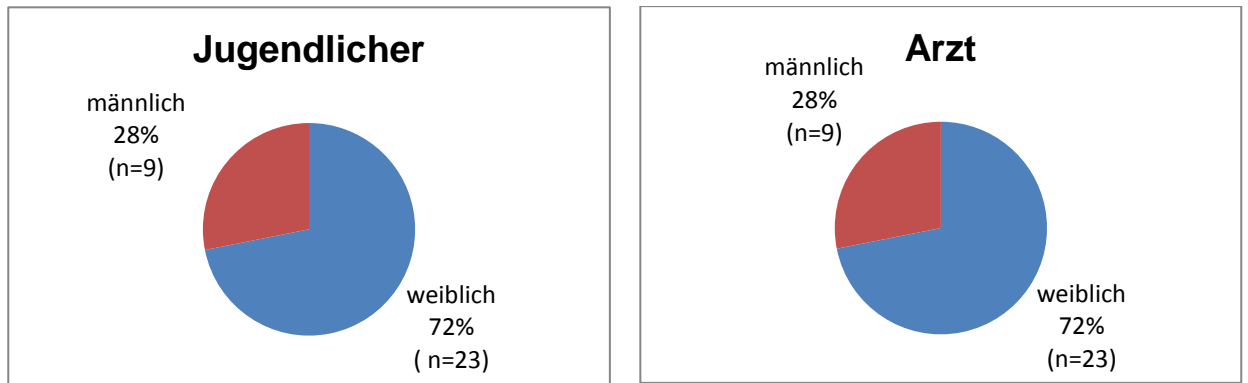 Jugendlicher
männlich
28%
(n=9)
weiblich
72%
( n=23)
Arzt
männlich
28%
(n=9)
weiblich
72%
(n=23)